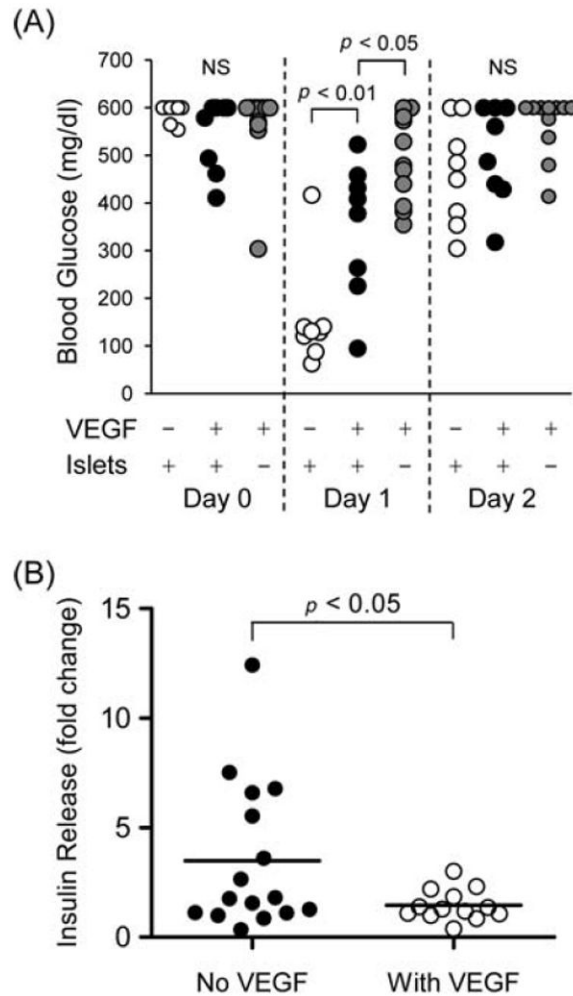 (A)
p < 0.05
NS
p < 0.01
NS
Blood Glucose (mg/dl)
700
600
500
400
300
200
100
0
VEGF − + + − + + − + +
Islets + + − + + − + + −
Day 0 Day 1 Day 2
(B)
p < 0.05
Insulin Release (fold change)
15
10
5
0
No VEGF With VEGF